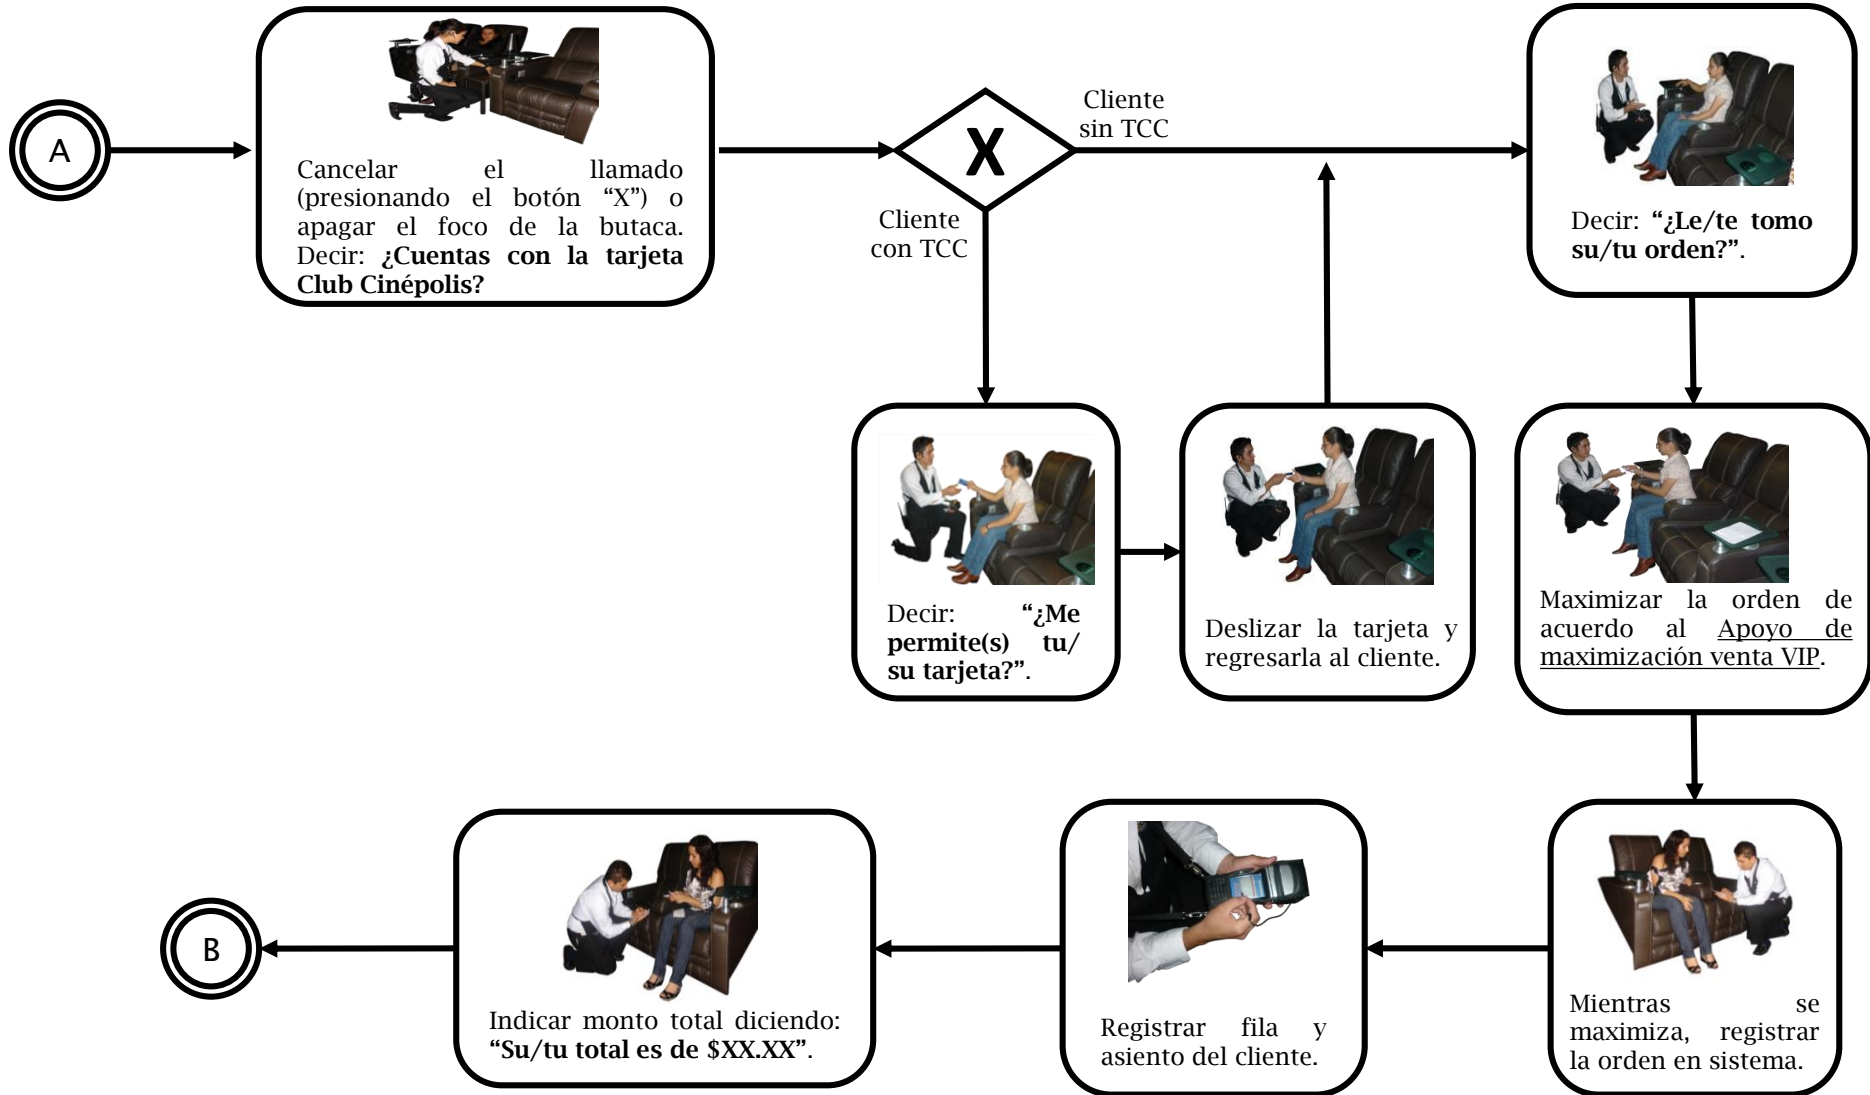 A
Cancelar el llamado
(presionando el botón “X”) o
apagar el foco de la butaca.
Decir: ¿Cuentas con la tarjeta
Club Cinépolis?
X
Cliente
sin TCC
Cliente
con TCC
Decir: “¿Le/te tomo
su/tu orden?”.
Decir: “¿Me
permite(s) tu/
su tarjeta?”.
Deslizar la tarjeta y
regresarla al cliente.
Maximizar la orden de
acuerdo al Apoyo de
maximización venta VIP.
Mientras se
maximiza, registrar
la orden en sistema.
Registrar fila y
asiento del cliente.
Indicar monto total diciendo:
“Su/tu total es de $XX.XX”.
B